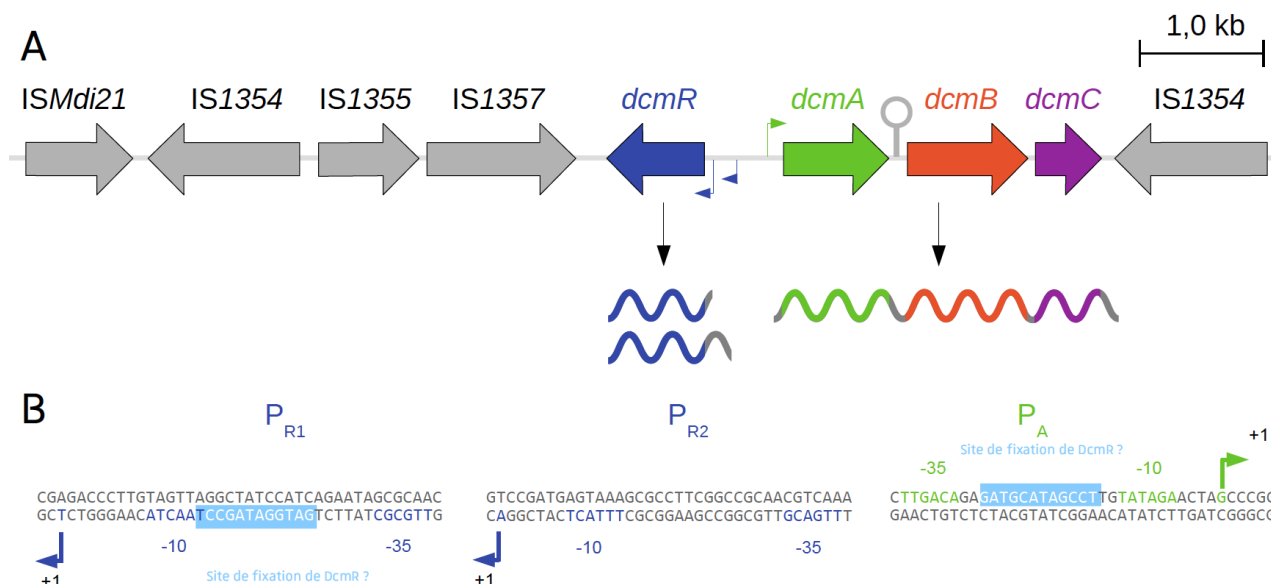 A
1,0 kb
ISMdi21 IS1354 IS1355 IS1357 dcmR dcmA dcmB dcmC IS1354
B
PR1 PR2 PA
+1
Site de fixation de DcmR ?
-35 -10
CGAGACCCTTGTAGTTAGGCTATCCATCAGAATAGCGCAAC GTCCGATGAGTAAAGCGCCTTCGGCCGCAACGTCAAA CTTGACAGAGATGCATAGCCTTGTATAGAACTAGCCCGC
GCTCTGGGAACATCAATCCGATAGGTAGTCTTATCGCGTTG CAGGCTACTCATTTCGCGGAAGCCGGCGTTGCAGTTT GAACTGTCTCTACGTATCGGAACATATCTTGATCGGGCG
-10 -35 -10 -35
+1 Site de fixation de DcmR ? +1